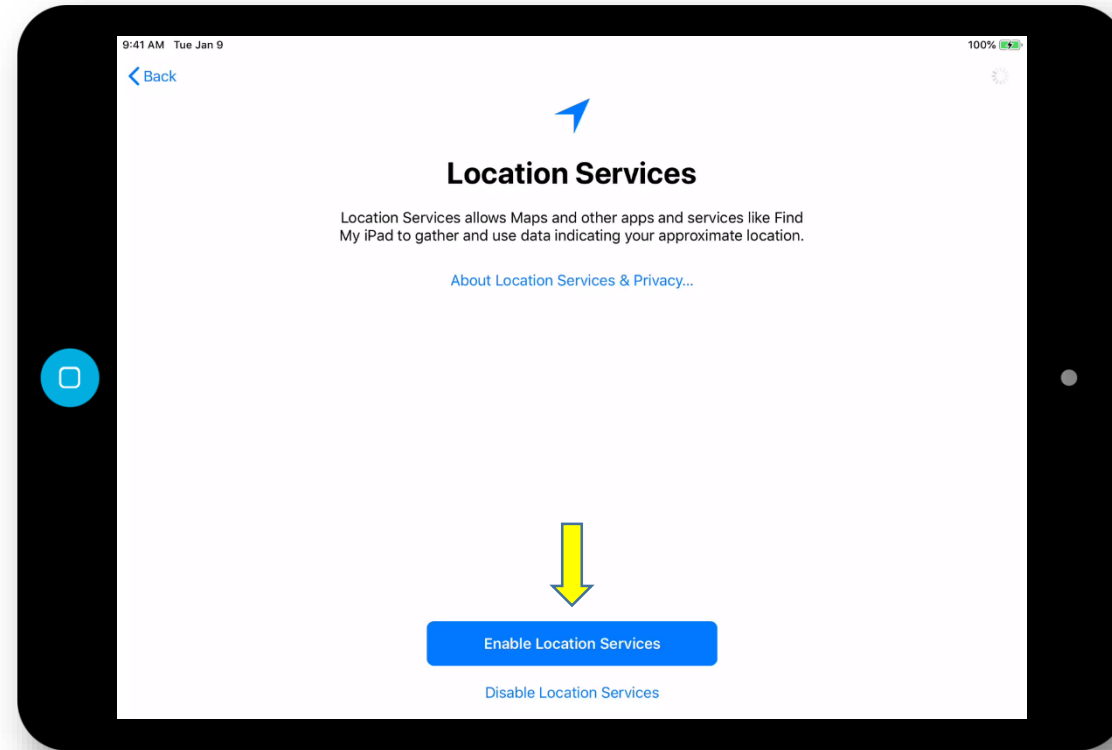 9:41 AM Tue Jan 9
100%
Back
Location Services
Location Services allows Maps and other apps and services like Find
My iPad to gather and use data indicating your approximate location.
About Location Services & Privacy...
Enable Location Services
Disable Location Services